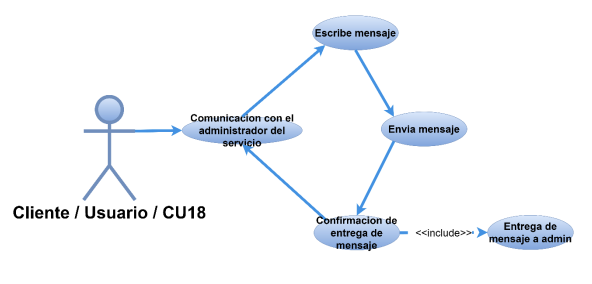 Escribe mensaje
Comunicacion con el
administrador del
servicio
Envia mensaje
Cliente / Usuario / CU18
Confirmacion de
entrega de
mensaje
<<include>>
Entrega de
mensaje a admin